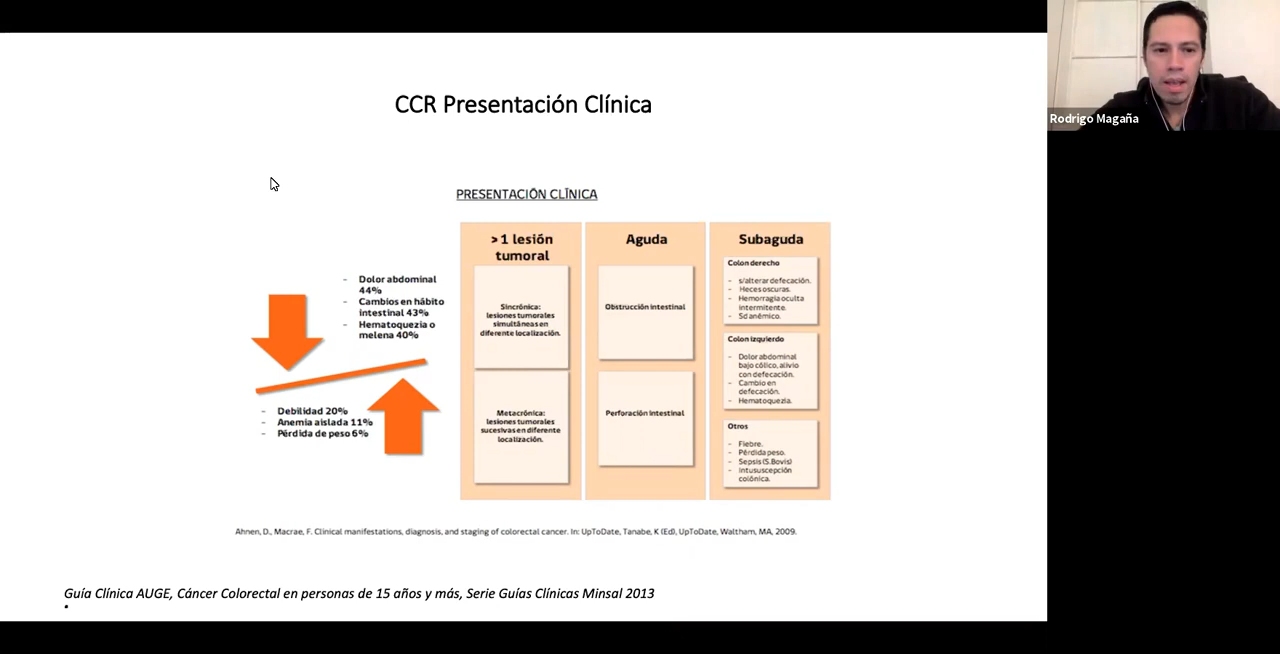 CCR Presentación Clínica
Rodrigo Magaña
PRESENTACIÓN CLÍNICA
- Dolor abdominal
44%
- Cambios en hábito
intestinal 43%
- Hematoquezia o
melena 40%
- Debilidad 20%
- Anemia aislada 11%
- Pérdida de peso 6%
>1 lesión
tumoral
Sincrónica:
lesiones tumorales
simultáneas en
diferente localización.
Metacrónica:
lesiones tumorales
sucesivas en diferente
localización.
Aguda
Obstrucción intestinal
Perforación intestinal
Subaguda
Colon derecho
- s/alterar defecación.
- Heces oscuras.
- Hemorragia oculta
intermitente.
- Sd anémico.
Colon izquierdo
- Dolor abdominal
bajo cólico, alivio
con defecación.
- Cambio en
defecación.
- Hematoquezia.
Otros
- Fiebre.
- Pérdida peso.
- Sepsis (S.Bovis)
- Intususcepción
colónica.
Ahnen, D., Macrae, F. Clinical manifestations, diagnosis, and staging of colorectal cancer. In: UpToDate, Tanabe, K (Ed), UpToDate, Waltham, MA, 2009.
Guía Clínica AUGE, Cáncer Colorectal en personas de 15 años y más, Serie Guías Clínicas Minsal 2013
•